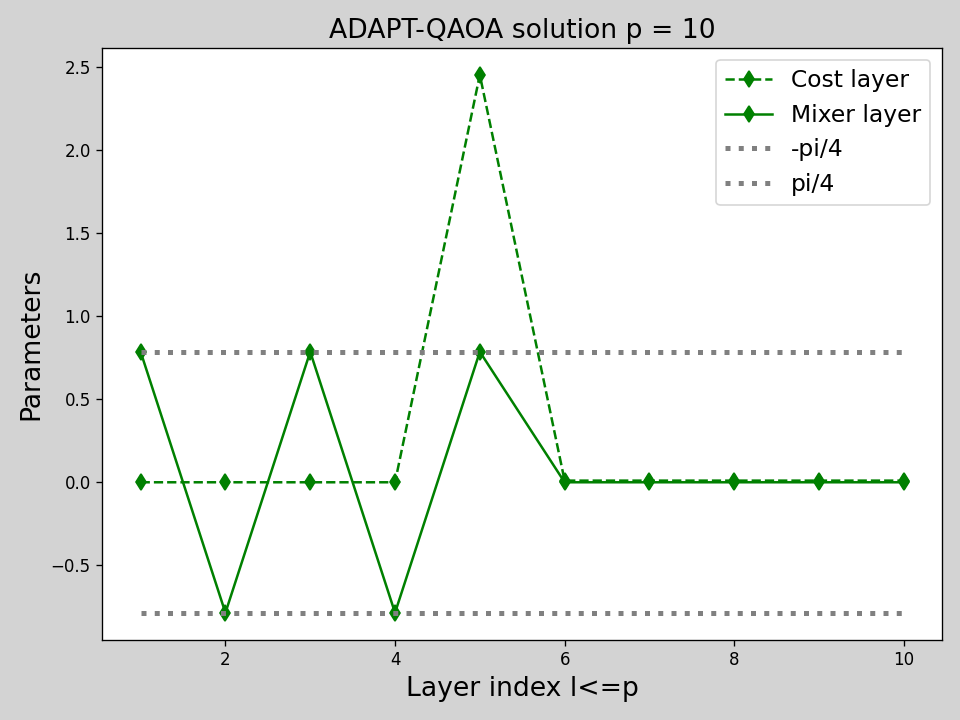 ADAPT-QAOA solution p = 10
Cost layer
Mixer layer
-pi/4
pi/4
Parameters
2.5
2.0
1.5
1.0
0.5
0.0
−0.5
2 4 6 8 10
Layer index l<=p